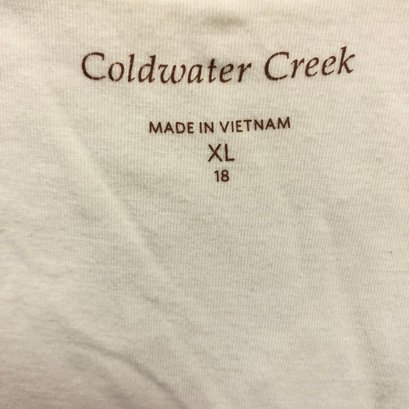 Coldwater Creek
MADE IN VIETNAM
XL
18